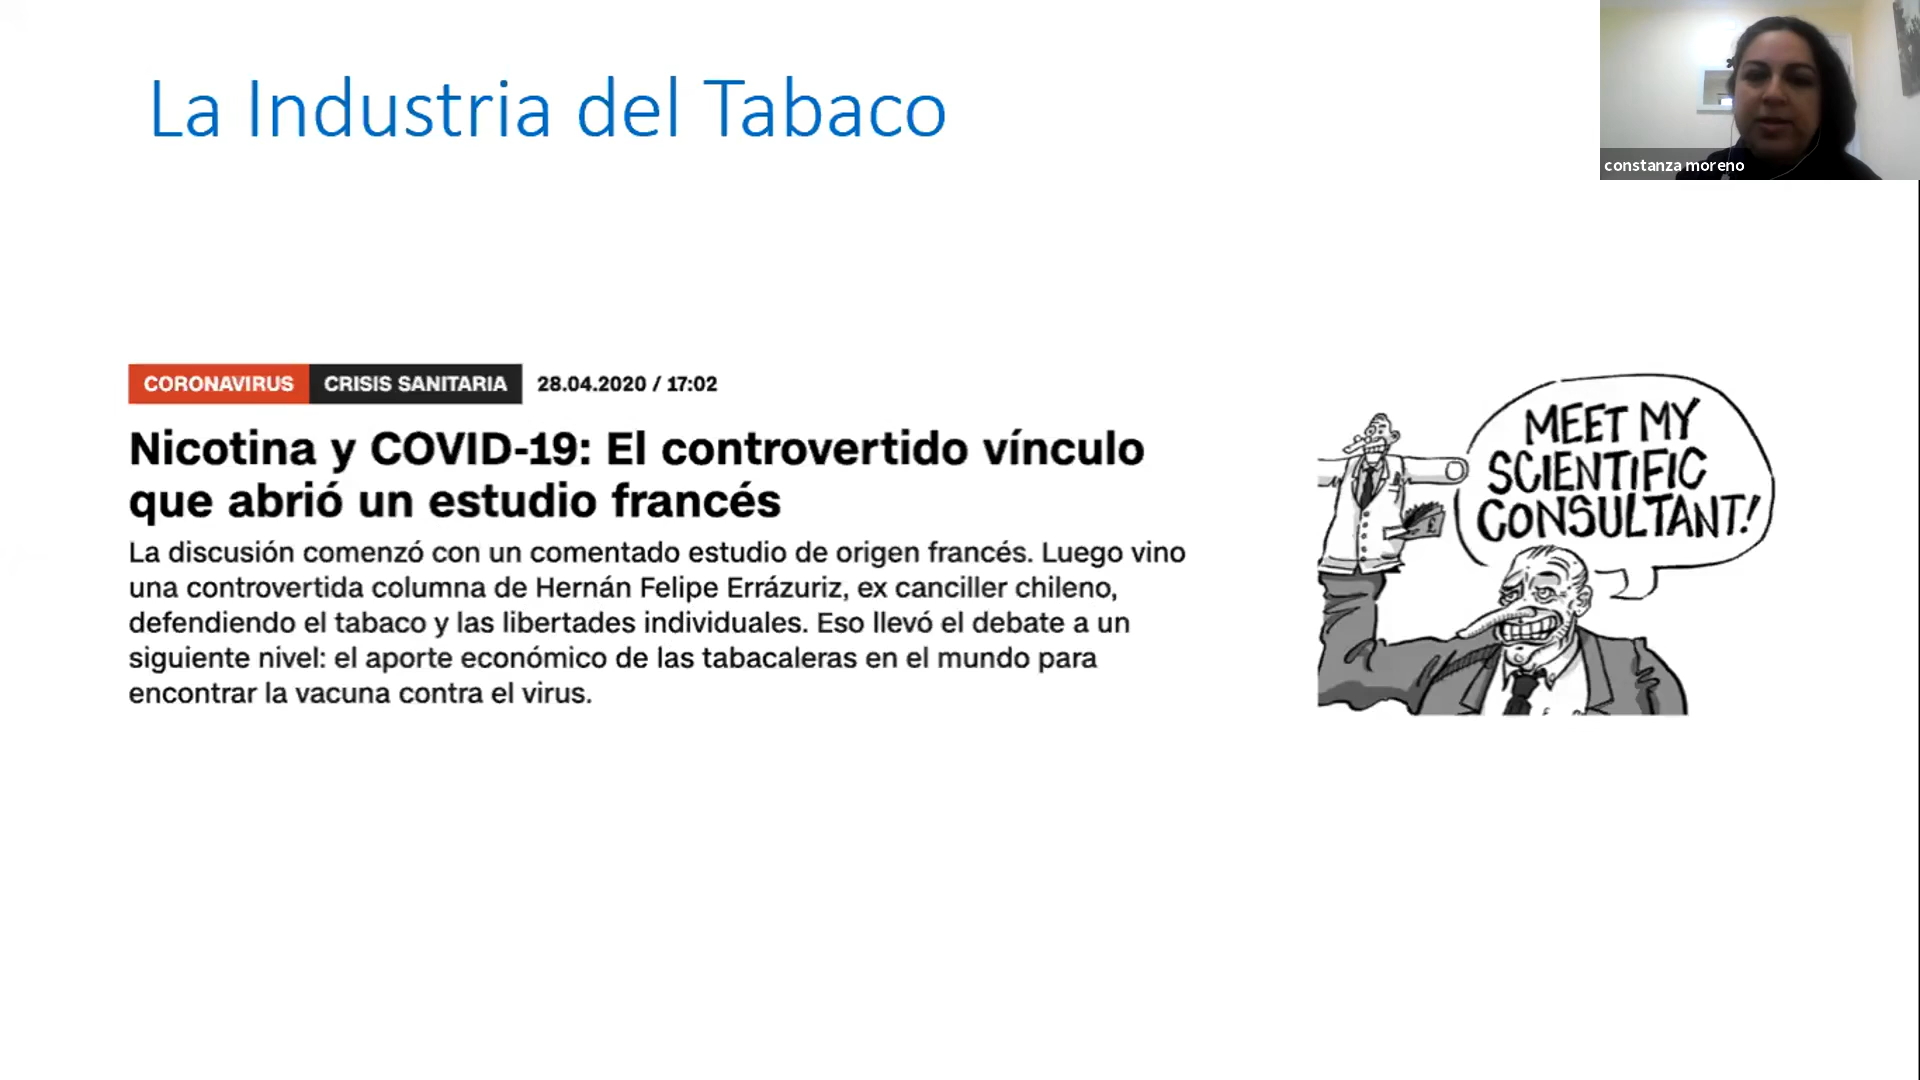 La Industria del Tabaco
constanza moreno
CORONAVIRUS CRISIS SANITARIA 28.04.2020 / 17:02
Nicotina y COVID-19: El controvertido vínculo
que abrió un estudio francés
La discusión comenzó con un comentado estudio de origen francés. Luego vino
una controvertida columna de Hernán Felipe Errázuriz, ex canciller chileno,
defendiendo el tabaco y las libertades individuales. Eso llevó el debate a un
siguiente nivel: el aporte económico de las tabacaleras en el mundo para
encontrar la vacuna contra el virus.
MEET MY
SCIENTIFIC
CONSULTANT!
£